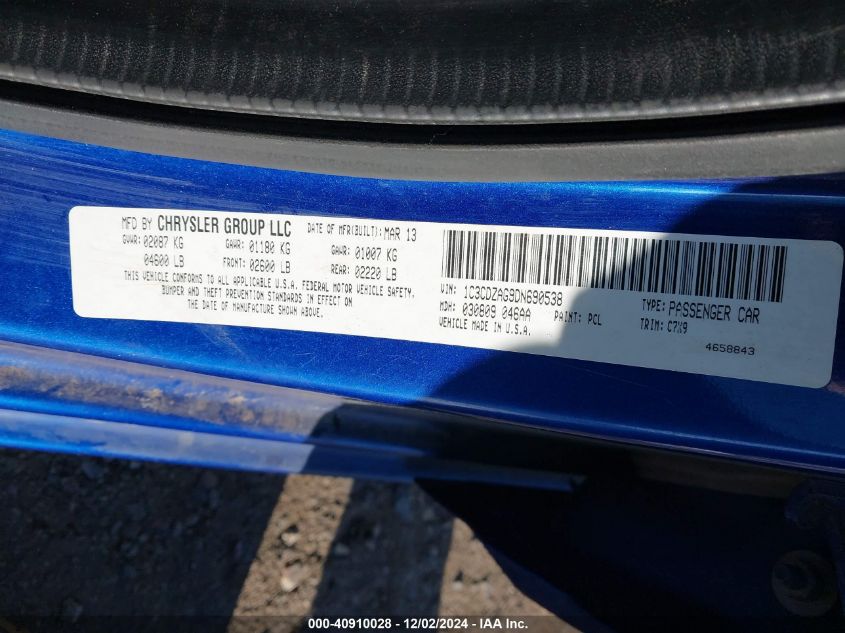 MFD BY CHRYSLER GROUP LLC DATE OF MFR(BUILT): MAR 13
GVWR: 02087 KG GAWR: 01180 KG GAWR: 01007 KG
04600 LB FRONT: 02600 LB REAR: 02220 LB
THIS VEHICLE CONFORMS TO ALL APPLICABLE U.S.A. FEDERAL MOTOR VEHICLE SAFETY,
BUMPER AND THEFT PREVENTION STANDARDS IN EFFECT ON
THE DATE OF MANUFACTURE SHOWN ABOVE.
VIN: 1C3CDZAG9DN690538 TYPE: PASSENGER CAR
MDH: 030809 046AA PAINT: PCL TRIM: C7X9
VEHICLE MADE IN U.S.A.
4658843
000-40910028 - 12/02/2024 - IAA Inc.